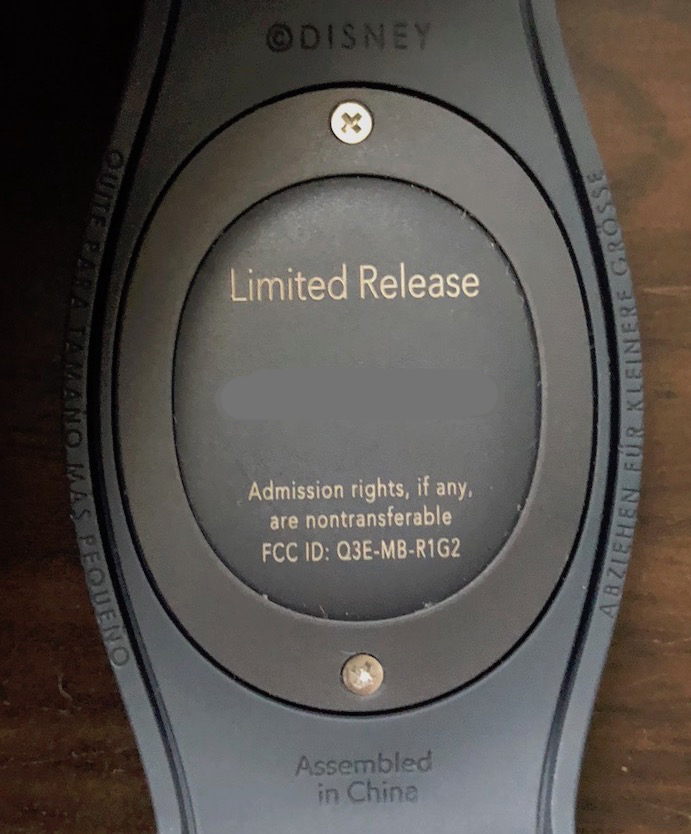 ©DISNEY
Limited Release
Admission rights, if any,
are nontransferable
FCC ID: Q3E-MB-R1G2
Assembled
in China
QUITE PARA TAMAÑO MÁS PEQUEÑO
ABZIEHEN FÜR KLEINERE GRÖSSE